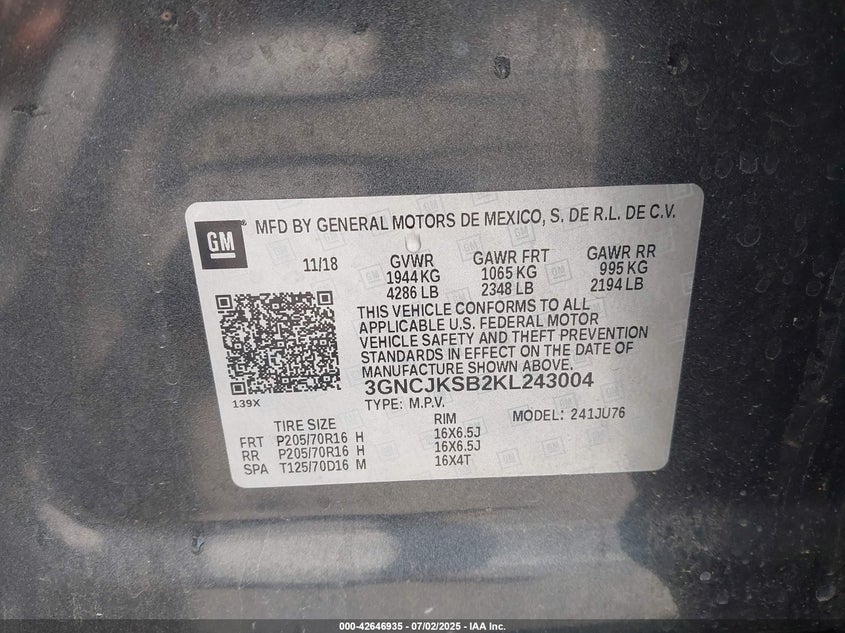 GM
MFD BY GENERAL MOTORS DE MEXICO, S. DE R.L. DE C.V.
11/18 GVWR GAWR FRT GAWR RR
1944 KG 1065 KG 995 KG
4286 LB 2348 LB 2194 LB
THIS VEHICLE CONFORMS TO ALL
APPLICABLE U.S. FEDERAL MOTOR
VEHICLE SAFETY AND THEFT PREVENTION
STANDARDS IN EFFECT ON THE DATE OF
MANUFACTURE SHOWN ABOVE.
3GNCJKSB2KL243004
139X
TYPE: M.P.V.
TIRE SIZE RIM MODEL: 241JU76
FRT P205/70R16 H 16X6.5J
RR P205/70R16 H 16X6.5J
SPA T125/70D16 M 16X4T
000-42646935 - 07/02/2025 - IAA Inc.